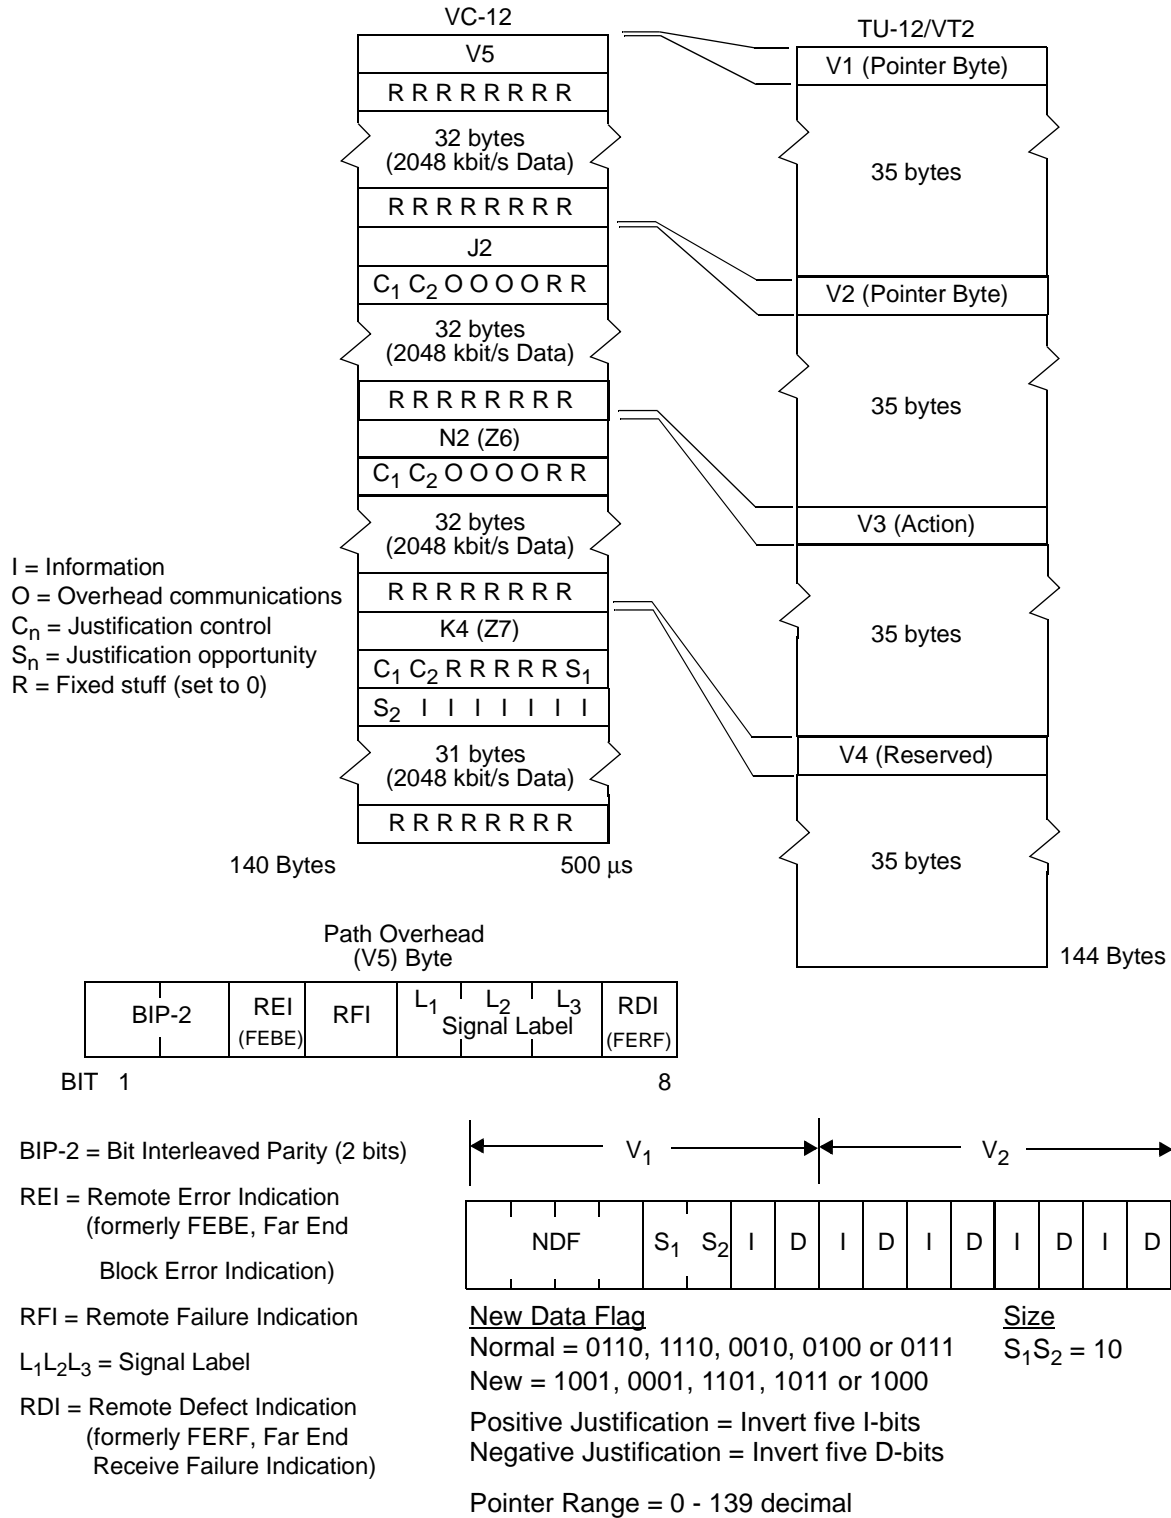 VC-12
V5
R R R R R R R R
32 bytes
(2048 kbit/s Data)
R R R R R R R R
J2
C1 C2 O O O O R R
32 bytes
(2048 kbit/s Data)
R R R R R R R R
N2 (Z6)
C1 C2 O O O O R R
32 bytes
(2048 kbit/s Data)
R R R R R R R R
K4 (Z7)
C1 C2 R R R R R S1
S2 I I I I I I I
31 bytes
(2048 kbit/s Data)
R R R R R R R R
140 Bytes
500 μs
TU-12/VT2
V1 (Pointer Byte)
35 bytes
V2 (Pointer Byte)
35 bytes
V3 (Action)
35 bytes
V4 (Reserved)
35 bytes
144 Bytes
I = Information
O = Overhead communications
Cn = Justification control
Sn = Justification opportunity
R = Fixed stuff (set to 0)
Path Overhead
(V5) Byte
BIP-2
REI
(FEBE)
RFI
L1 L2 L3
Signal Label
RDI
(FERF)
BIT 1 8
BIP-2 = Bit Interleaved Parity (2 bits)
REI = Remote Error Indication
(formerly FEBE, Far End
Block Error Indication)
RFI = Remote Failure Indication
L1L2L3 = Signal Label
RDI = Remote Defect Indication
(formerly FERF, Far End
Receive Failure Indication)
V1 V2
NDF S1 S2 I D I D I D I D I D
New Data Flag
Normal = 0110, 1110, 0010, 0100 or 0111
New = 1001, 0001, 1101, 1011 or 1000
Size
S1S2 = 10
Positive Justification = Invert five I-bits
Negative Justification = Invert five D-bits
Pointer Range = 0 - 139 decimal